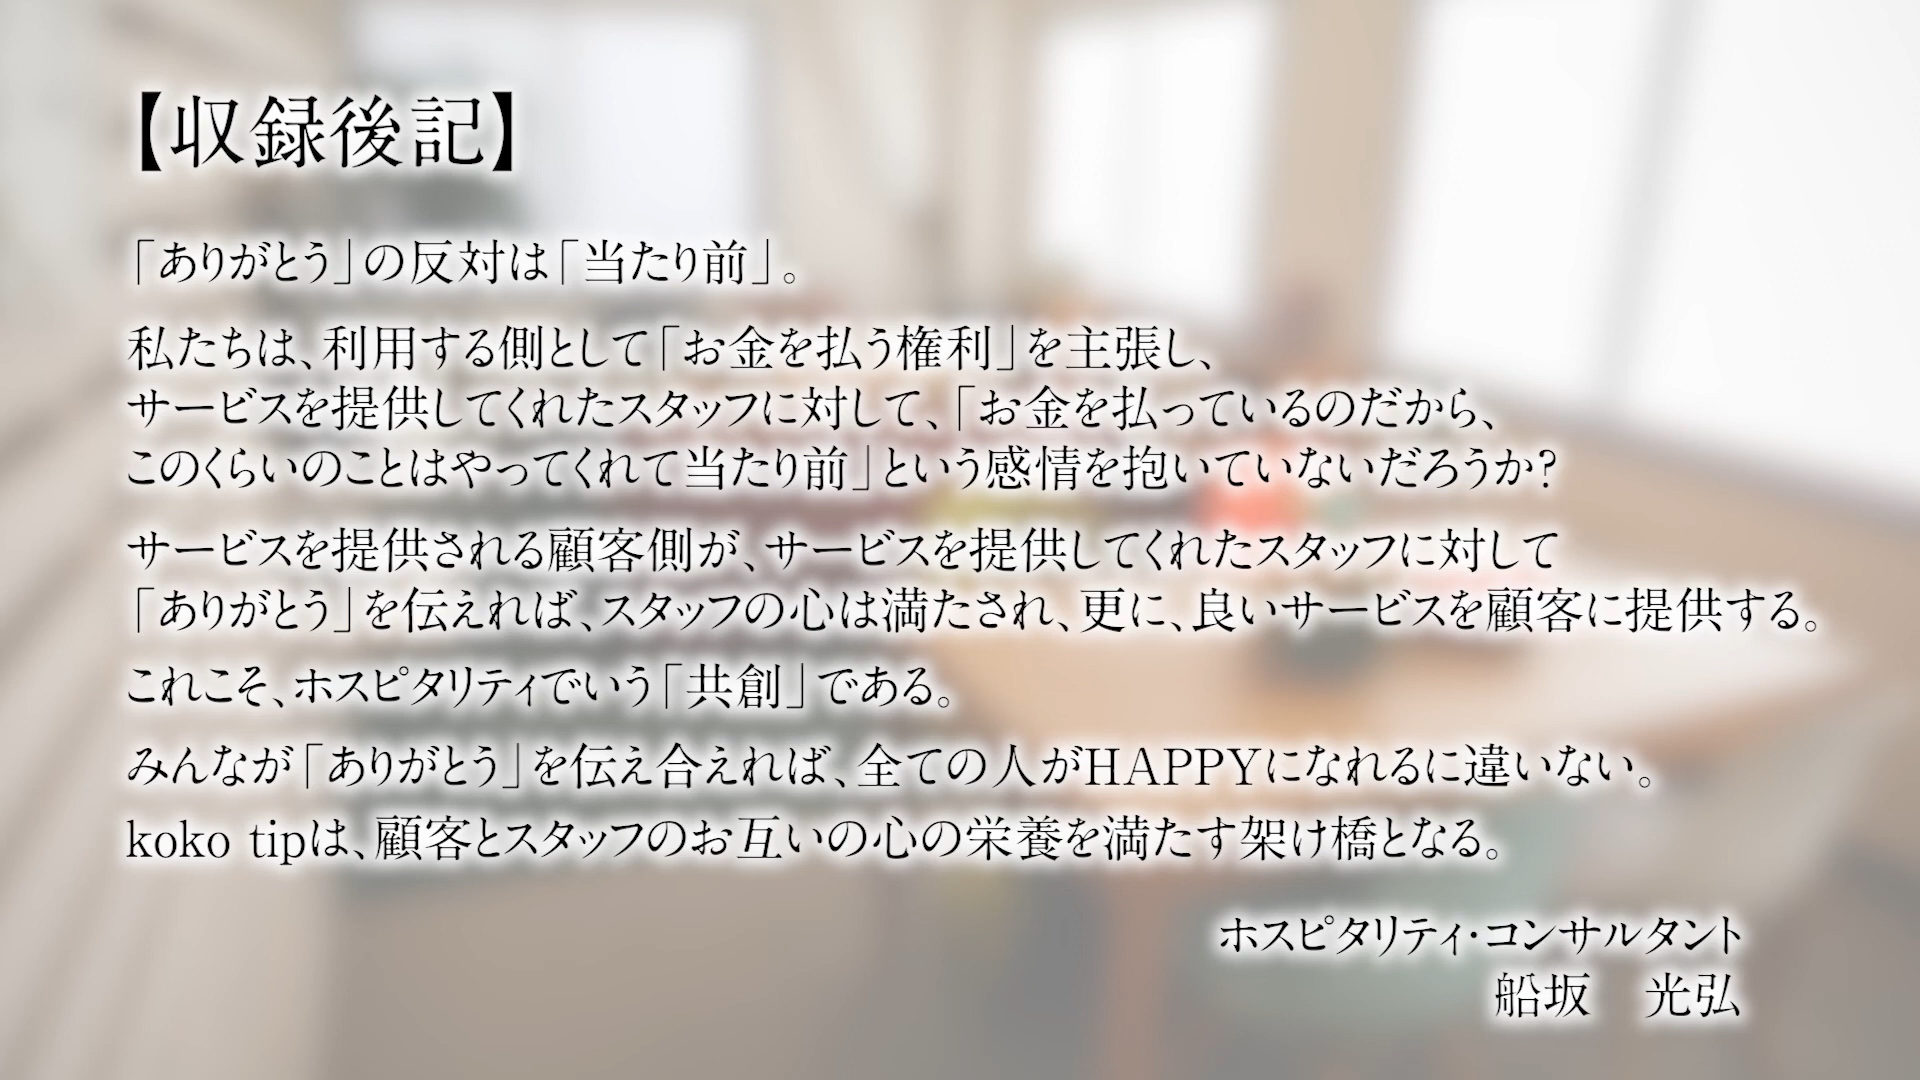 【収録後記】
「ありがとう」の反対は「当たり前」。
私たちは、利用する側として「お金を払う権利」を主張し、
サービスを提供してくれたスタッフに対して、「お金を払っているのだから、
このくらいのことはやってくれて当たり前」という感情を抱いていないだろうか?
サービスを提供される顧客側が、サービスを提供してくれたスタッフに対して
「ありがとう」を伝えれば、スタッフの心は満たされ、更に、良いサービスを顧客に提供する。
これこそ、ホスピタリティでいう「共創」である。
みんなが「ありがとう」を伝え合えれば、全ての人がHAPPYになれるに違いない。
koko tipは、顧客とスタッフのお互いの心の栄養を満たす架け橋となる。
ホスピタリティ・コンサルタント
船坂　光弘